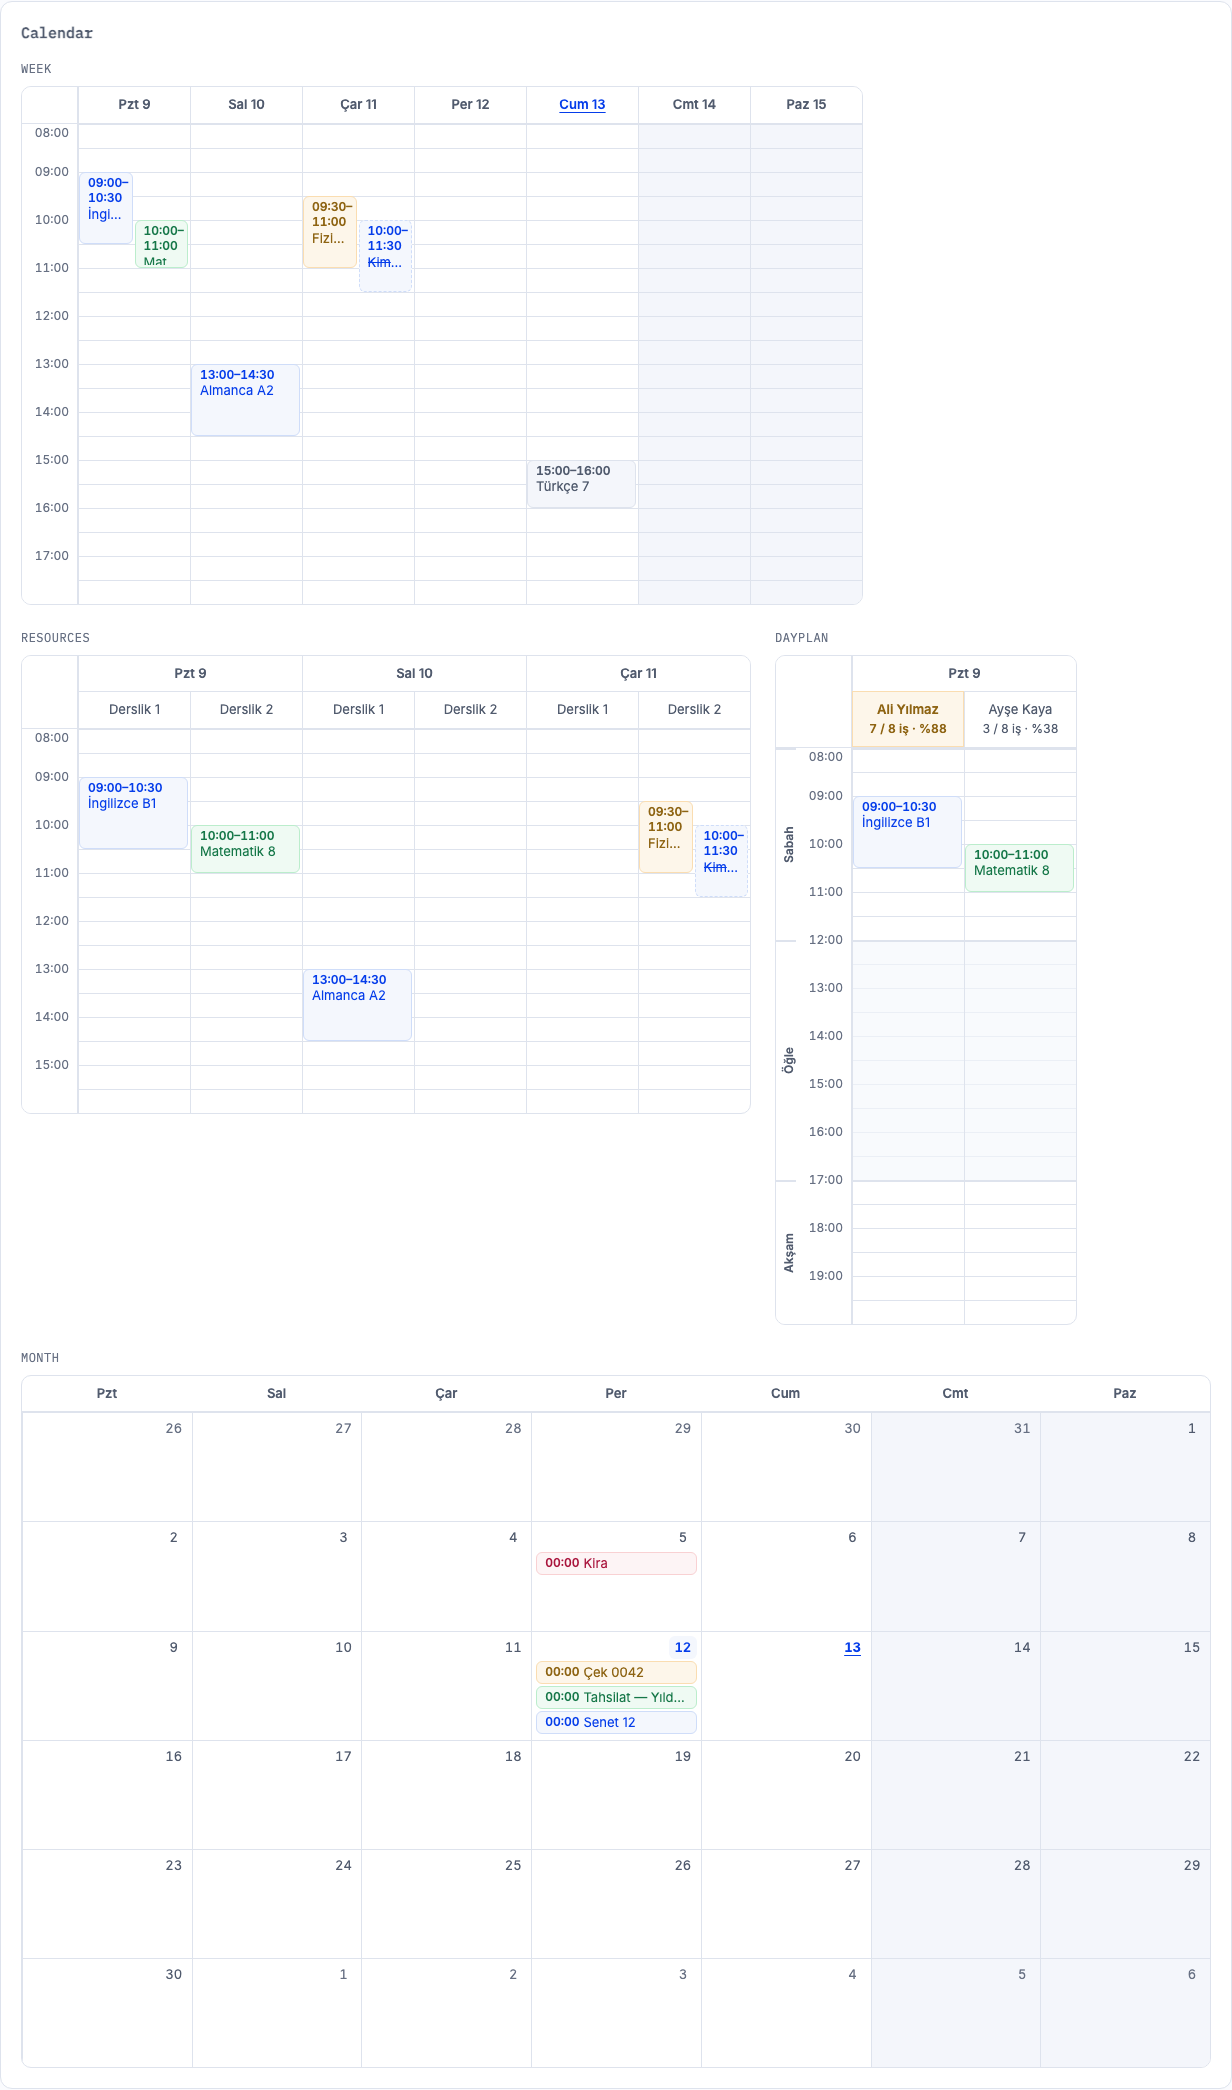 Calendar
WEEK
Pzt 9 Sal 10 Çar 11 Per 12 Cum 13 Cmt 14 Paz 15
08:00
09:00
10:00
11:00
12:00
13:00
14:00
15:00
16:00
17:00
09:00–
10:30
İngi...
10:00–
11:00
Mat
13:00–14:30
Almanca A2
09:30–
11:00
Fizi...
10:00–
11:30
Kim...
15:00–16:00
Türkçe 7
RESOURCES
Pzt 9 Sal 10 Çar 11
Derslik 1 Derslik 2 Derslik 1 Derslik 2 Derslik 1 Derslik 2
08:00
09:00
10:00
11:00
12:00
13:00
14:00
15:00
09:00–10:30
İngilizce B1
10:00–11:00
Matematik 8
13:00–14:30
Almanca A2
09:30–
11:00
Fizi...
10:00–
11:30
Kim...
DAYPLAN
Pzt 9
Ali Yılmaz Ayşe Kaya
7 / 8 iş · %88 3 / 8 iş · %38
Sabah
Öğle
Akşam
08:00
09:00
10:00
11:00
12:00
13:00
14:00
15:00
16:00
17:00
18:00
19:00
09:00–10:30
İngilizce B1
10:00–11:00
Matematik 8
MONTH
Pzt Sal Çar Per Cum Cmt Paz
26 27 28 29 30 31 1
2 3 4 5 6 7 8
00:00 Kira
9 10 11 12 13 14 15
00:00 Çek 0042
00:00 Tahsilat — Yıld...
00:00 Senet 12
16 17 18 19 20 21 22
23 24 25 26 27 28 29
30 1 2 3 4 5 6